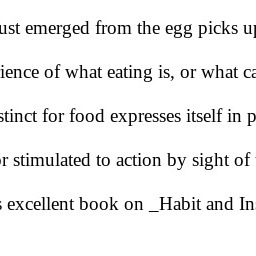 ust emerged from the egg picks up
ience of what eating is, or what ca
stinct for food expresses itself in p
or stimulated to action by sight of
s excellent book on _Habit and Ins